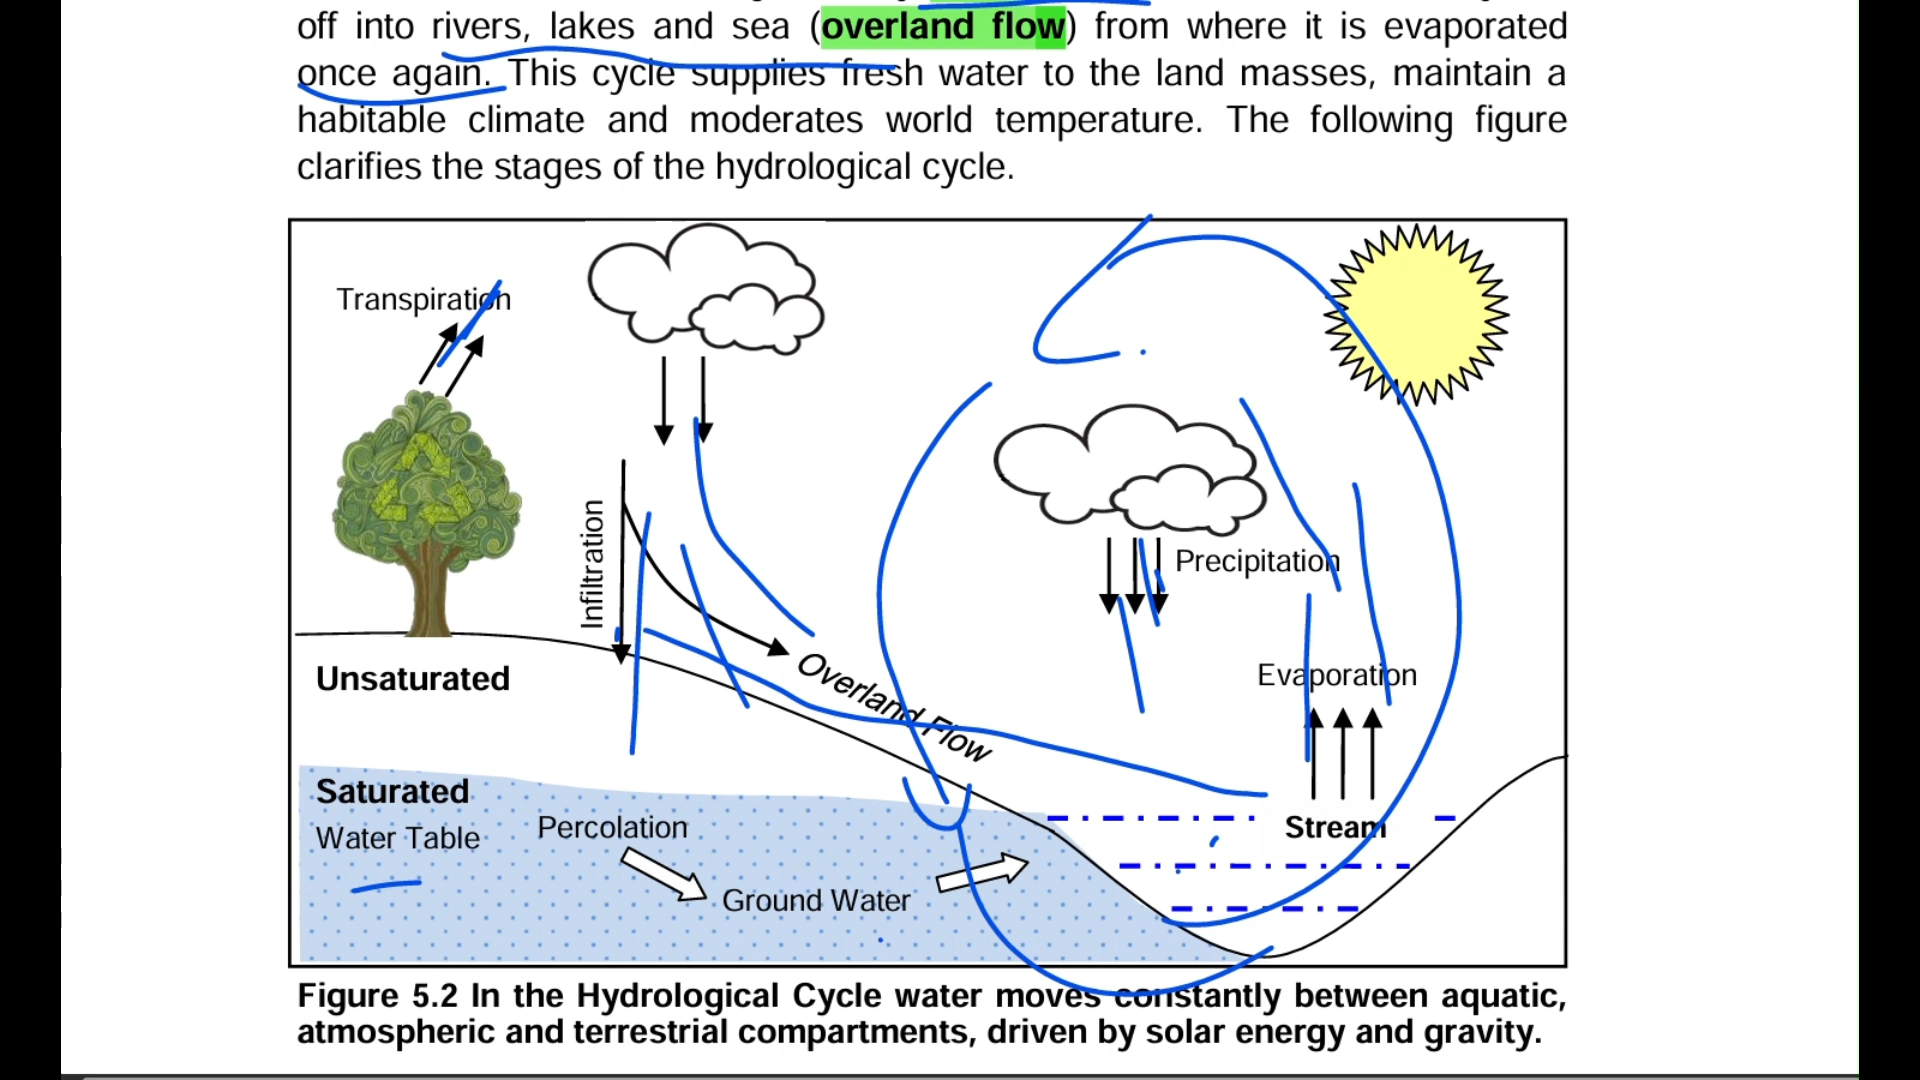 off into rivers, lakes and sea (overland flow) from where it is evaporated
once again. This cycle supplies fresh water to the land masses, maintain a
habitable climate and moderates world temperature. The following figure
clarifies the stages of the hydrological cycle.
Transpiration
Infiltration
Precipitation
Overland Flow
Evaporation
Unsaturated
Saturated
Water Table
Percolation
Ground Water
Stream
Figure 5.2 In the Hydrological Cycle water moves constantly between aquatic,
atmospheric and terrestrial compartments, driven by solar energy and gravity.